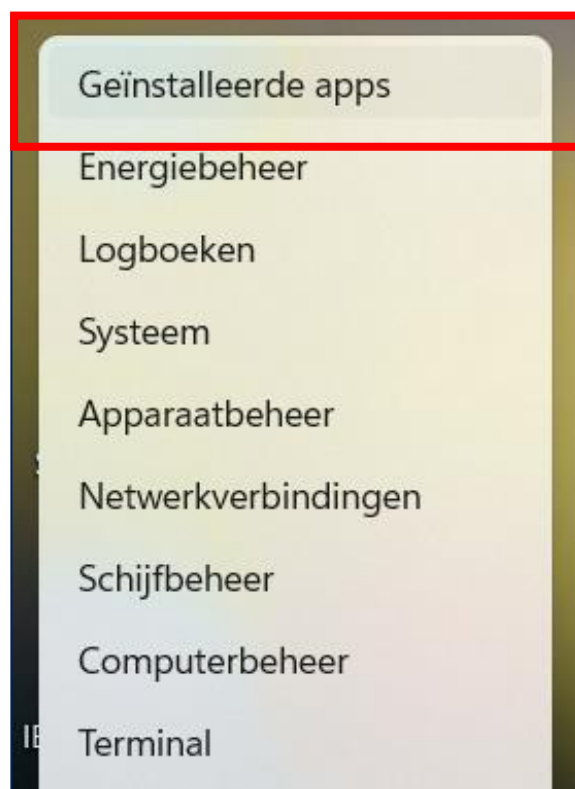 Geïnstalleerde apps
Energiebeheer
Logboeken
Systeem
Apparaatbeheer
Netwerkverbindingen
Schijfbeheer
Computerbeheer
Terminal